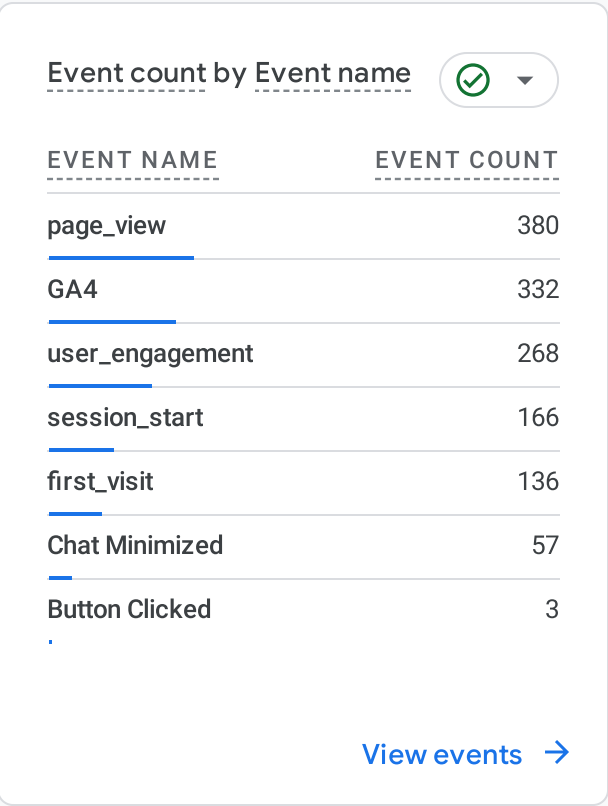 Event count by Event name
EVENT NAME EVENT COUNT
page_view 380
GA4 332
user_engagement 268
session_start 166
first_visit 136
Chat Minimized 57
Button Clicked 3
View events